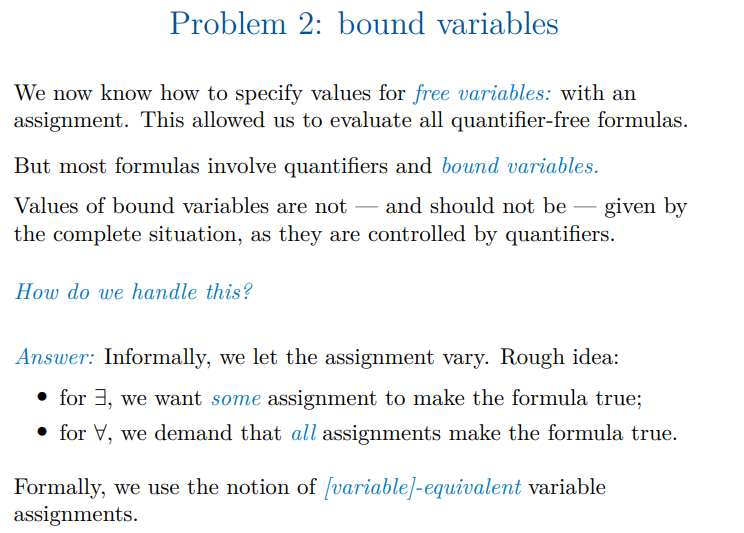 Problem 2: bound variables
We now know how to specify values for free variables: with an
assignment. This allowed us to evaluate all quantifier-free formulas.
But most formulas involve quantifiers and bound variables.
Values of bound variables are not — and should not be — given by
the complete situation, as they are controlled by quantifiers.
How do we handle this?
Answer: Informally, we let the assignment vary. Rough idea:
• for ∃, we want some assignment to make the formula true;
• for ∀, we demand that all assignments make the formula true.
Formally, we use the notion of [variable]-equivalent variable
assignments.